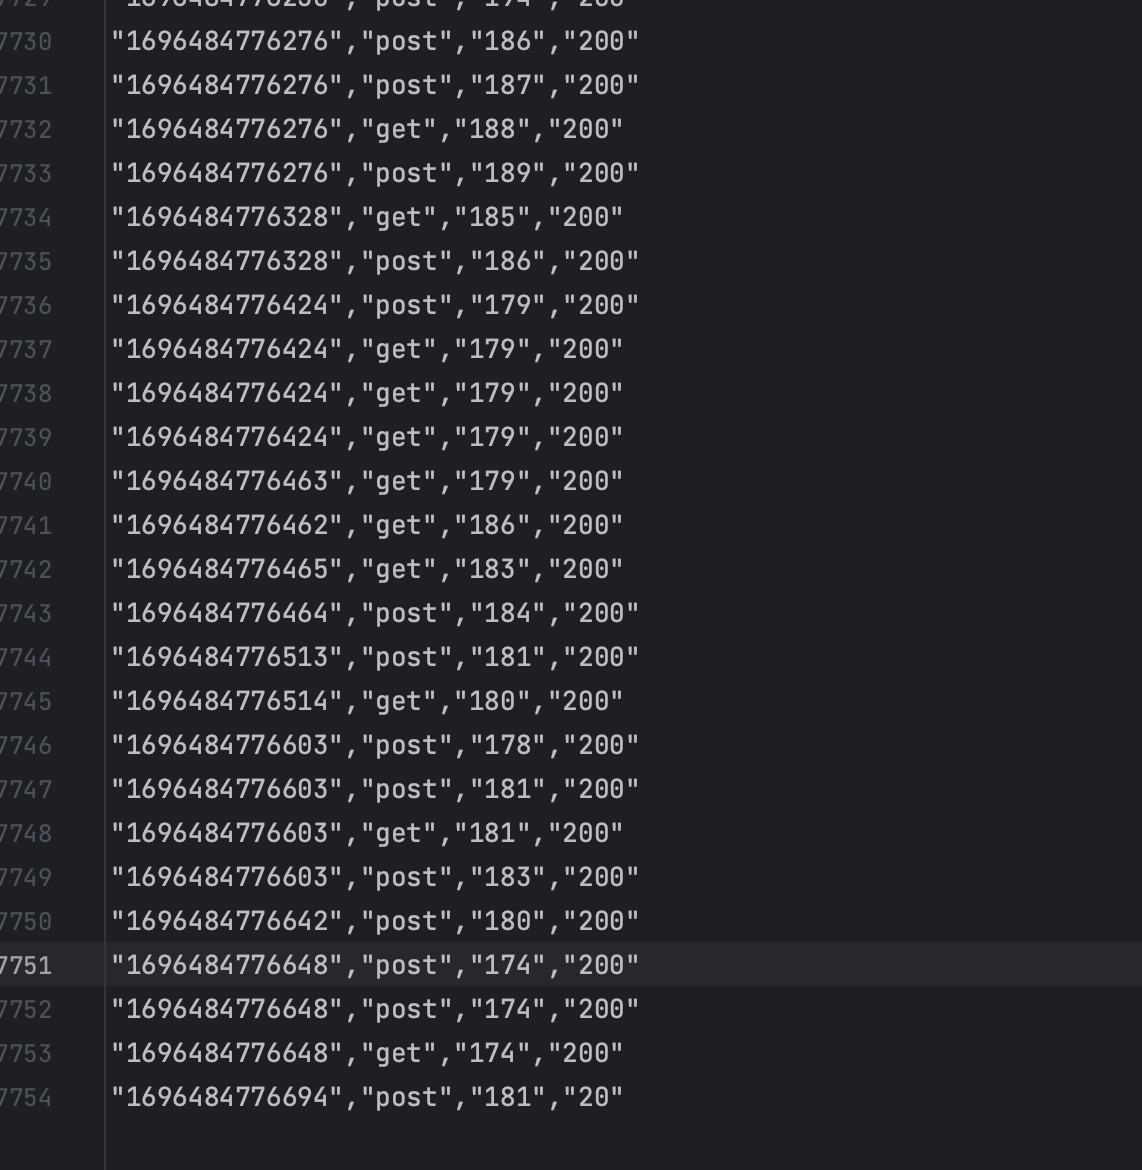 7730 "1696484776276","post","186","200"
7731 "1696484776276","post","187","200"
7732 "1696484776276","get","188","200"
7733 "1696484776276","post","189","200"
7734 "1696484776328","get","185","200"
7735 "1696484776328","post","186","200"
7736 "1696484776424","post","179","200"
7737 "1696484776424","get","179","200"
7738 "1696484776424","get","179","200"
7739 "1696484776424","get","179","200"
7740 "1696484776463","get","179","200"
7741 "1696484776462","get","186","200"
7742 "1696484776465","get","183","200"
7743 "1696484776464","post","184","200"
7744 "1696484776513","post","181","200"
7745 "1696484776514","get","180","200"
7746 "1696484776603","post","178","200"
7747 "1696484776603","post","181","200"
7748 "1696484776603","get","181","200"
7749 "1696484776603","post","183","200"
7750 "1696484776642","post","180","200"
7751 "1696484776648","post","174","200"
7752 "1696484776648","post","174","200"
7753 "1696484776648","get","174","200"
7754 "1696484776694","post","181","20"